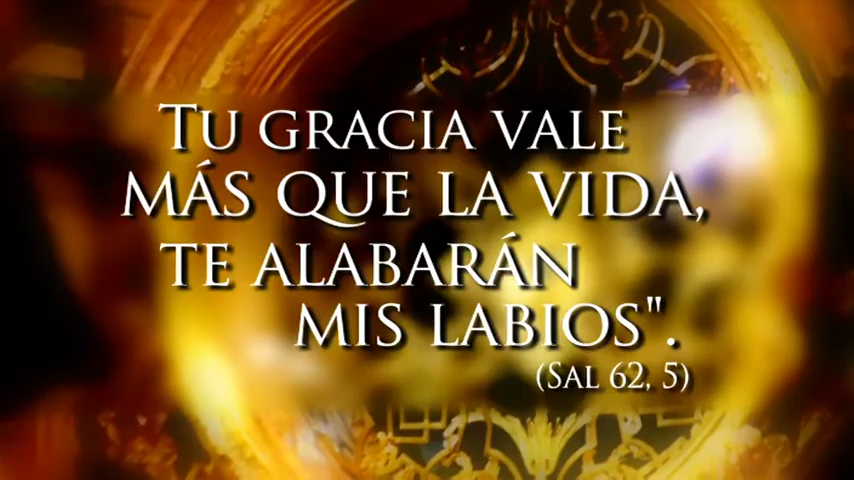 Tu gracia vale
más que la vida,
te alabarán
mis labios".
(Sal 62, 5)